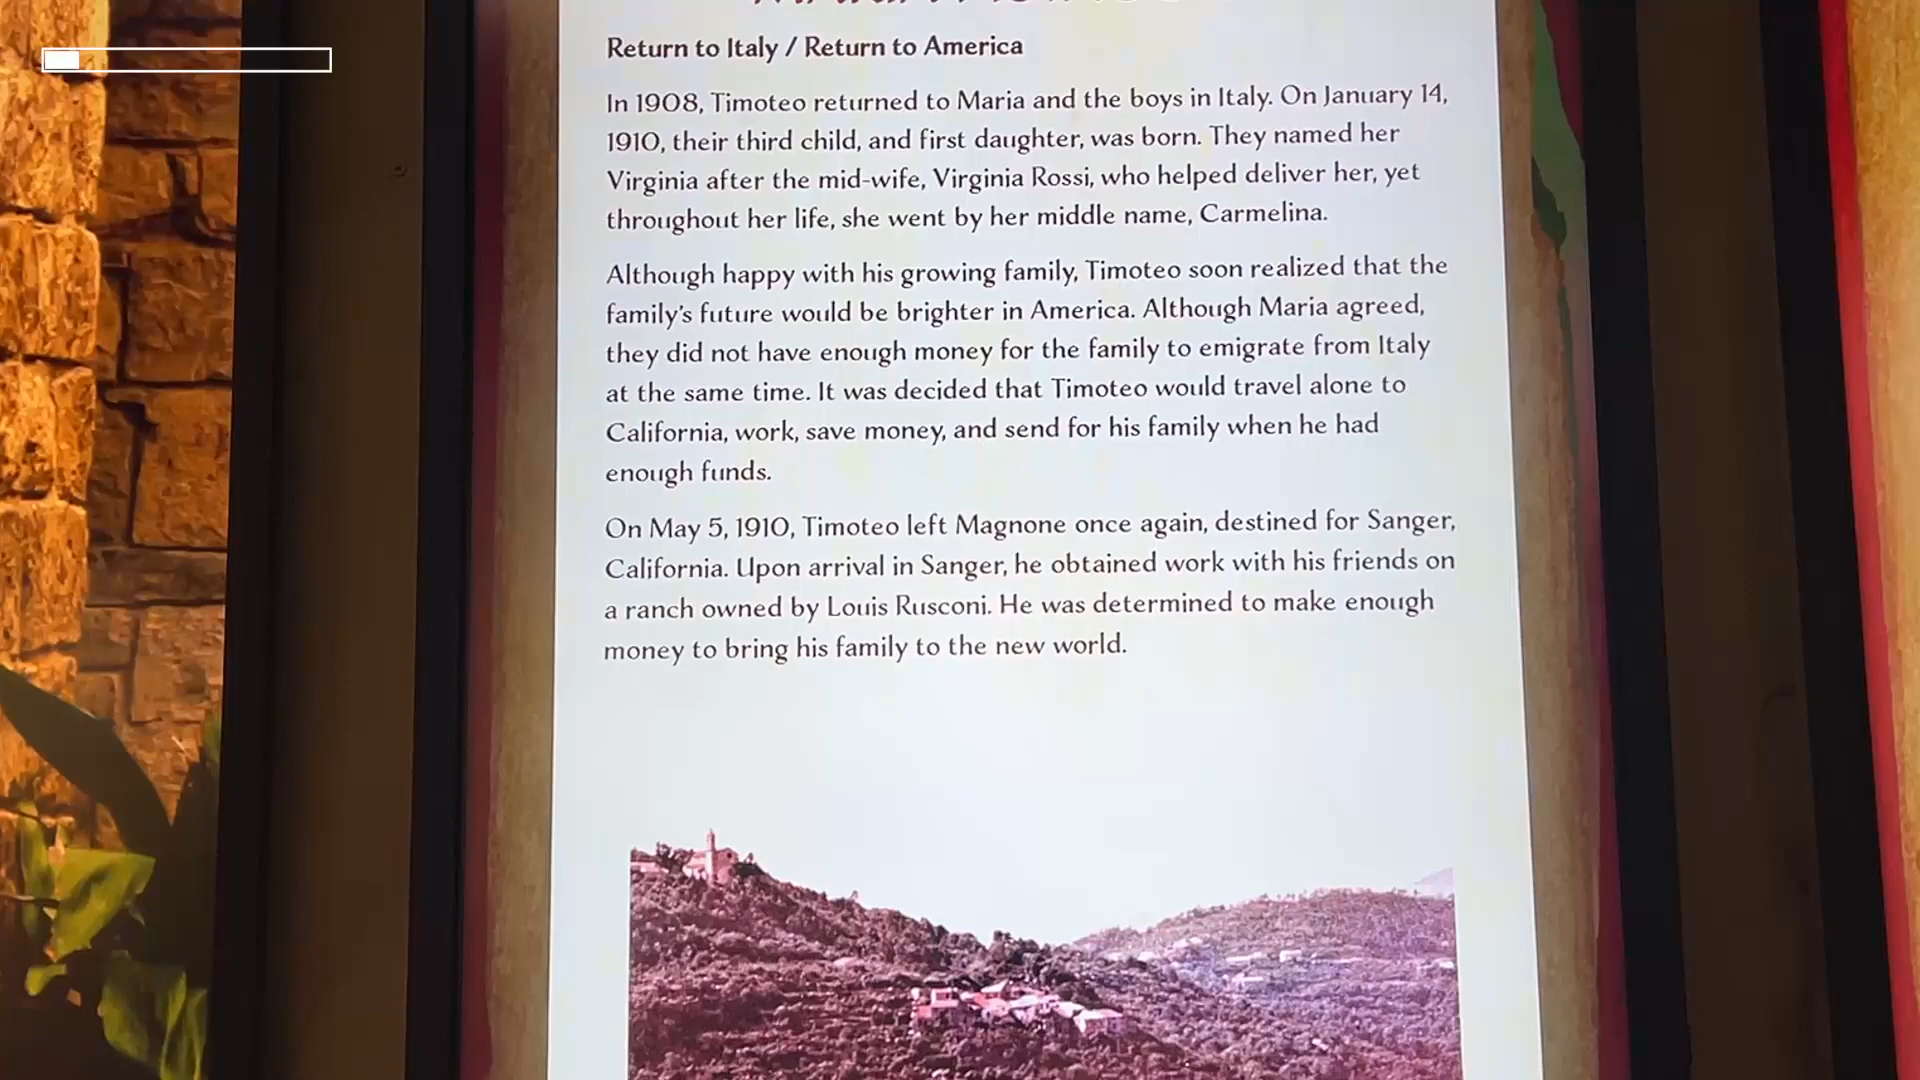 Return to Italy / Return to America
In 1908, Timoteo returned to Maria and the boys in Italy. On January 14,
1910, their third child, and first daughter, was born. They named her
Virginia after the mid-wife, Virginia Rossi, who helped deliver her, yet
throughout her life, she went by her middle name, Carmelina.
Although happy with his growing family, Timoteo soon realized that the
family's future would be brighter in America. Although Maria agreed,
they did not have enough money for the family to emigrate from Italy
at the same time. It was decided that Timoteo would travel alone to
California, work, save money, and send for his family when he had
enough funds.
On May 5, 1910, Timoteo left Magnone once again, destined for Sanger,
California. Upon arrival in Sanger, he obtained work with his friends on
a ranch owned by Louis Rusconi. He was determined to make enough
money to bring his family to the new world.